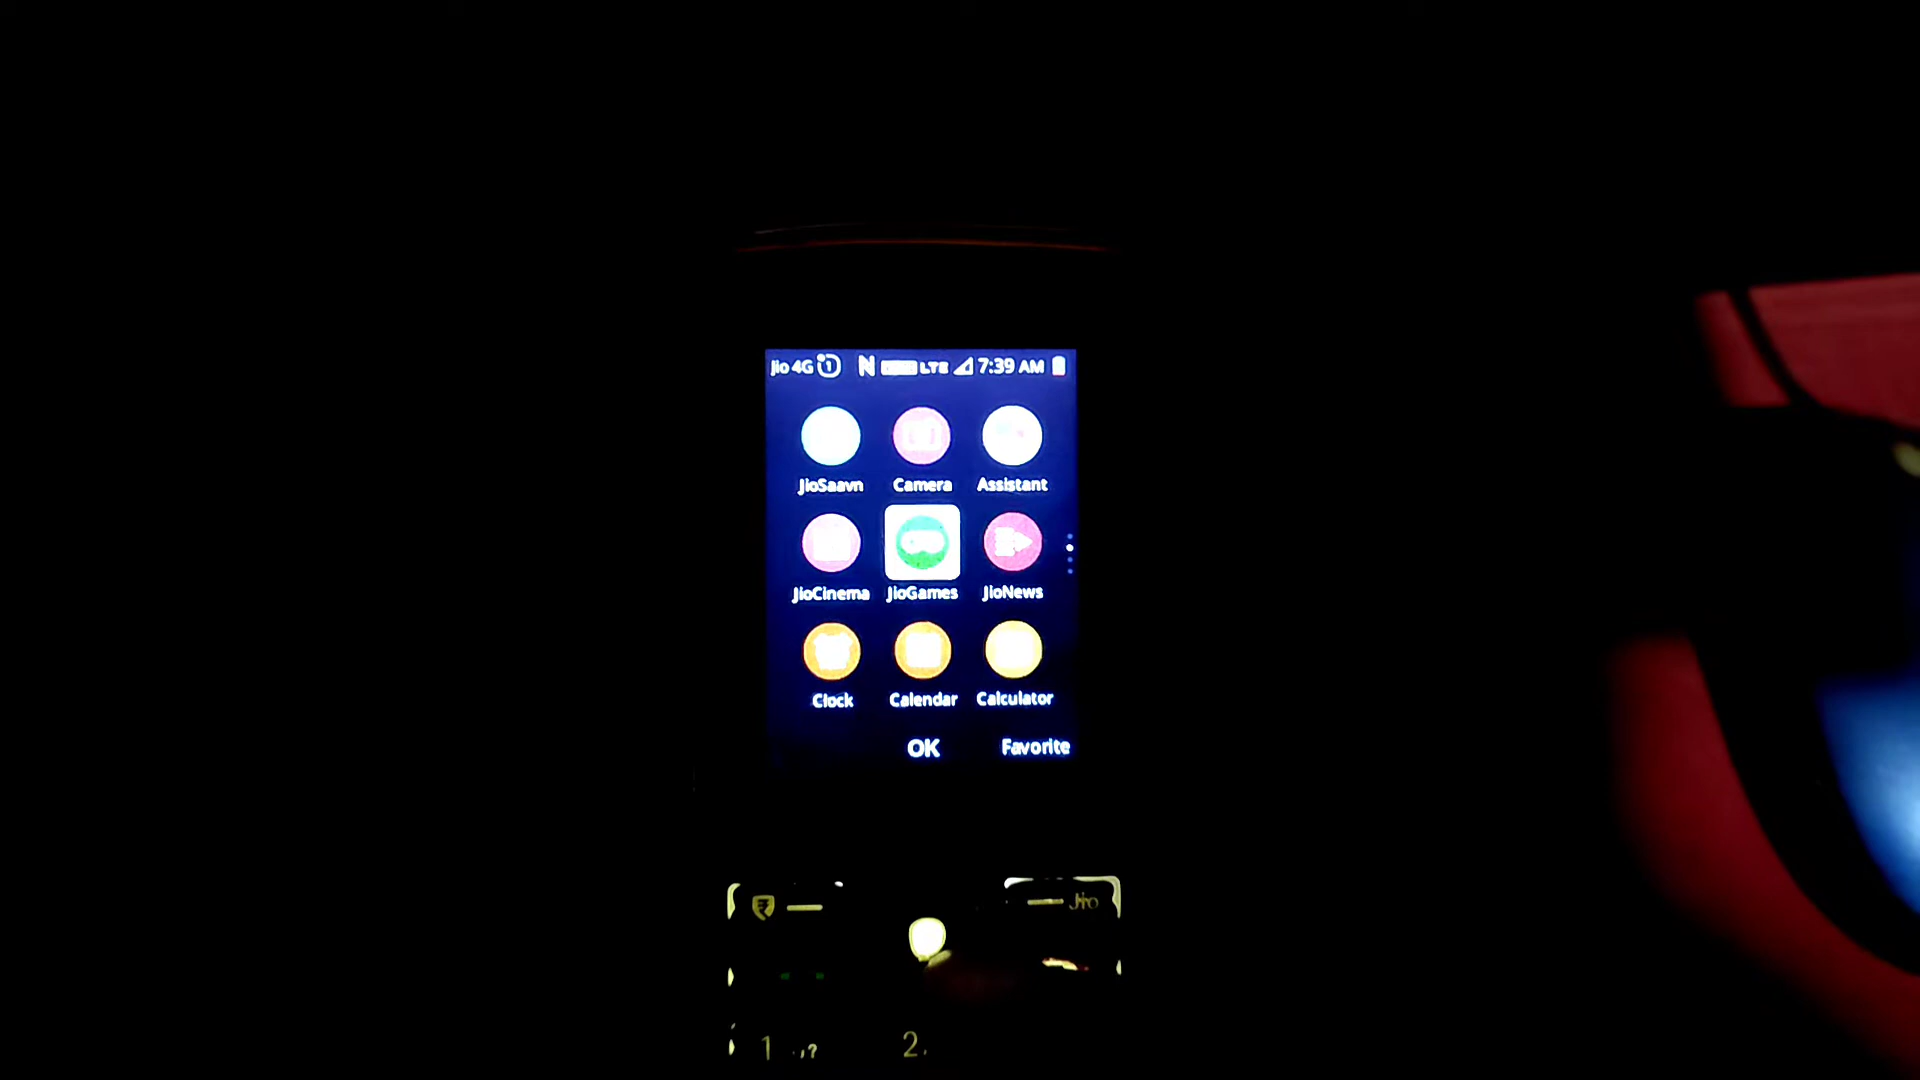 Jio 4G 1 N LTE 7:39 AM
JioSaavn Camera Assistant
JioCinema JioGames JioNews
Clock Calendar Calculator
OK Favorite
Jio
1 2